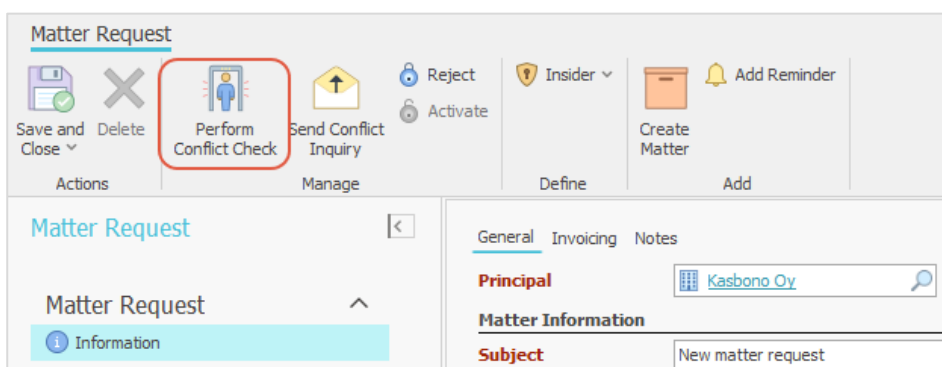 Matter Request
Reject
Insider
Add Reminder
Activate
Save and Close
Delete
Perform Conflict Check
Send Conflict Inquiry
Create Matter
Actions
Manage
Define
Add
Matter Request
General Invoicing Notes
Principal Kasbono Oy
Matter Request
Matter Information
Information
Subject New matter request